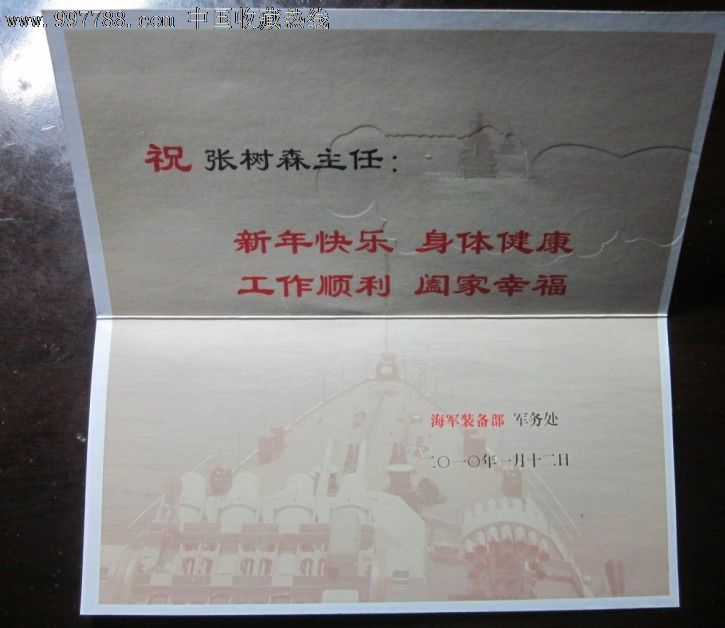 www.997788.com 中国收藏热线
祝 张树森主任：
新年快乐 身体健康
工作顺利 阖家幸福
海军装备部 军务处
二〇一〇年一月十二日